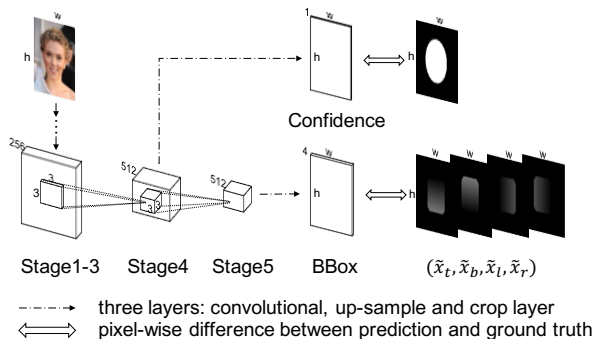 w
h
1
w
h
w
h
Confidence
256
3
3
512
3
3
512
4
w
h
w
w
w
w
h
Stage1-3
Stage4
Stage5
BBox
(x̃t, x̃b, x̃l, x̃r)
three layers: convolutional, up-sample and crop layer
pixel-wise difference between prediction and ground truth